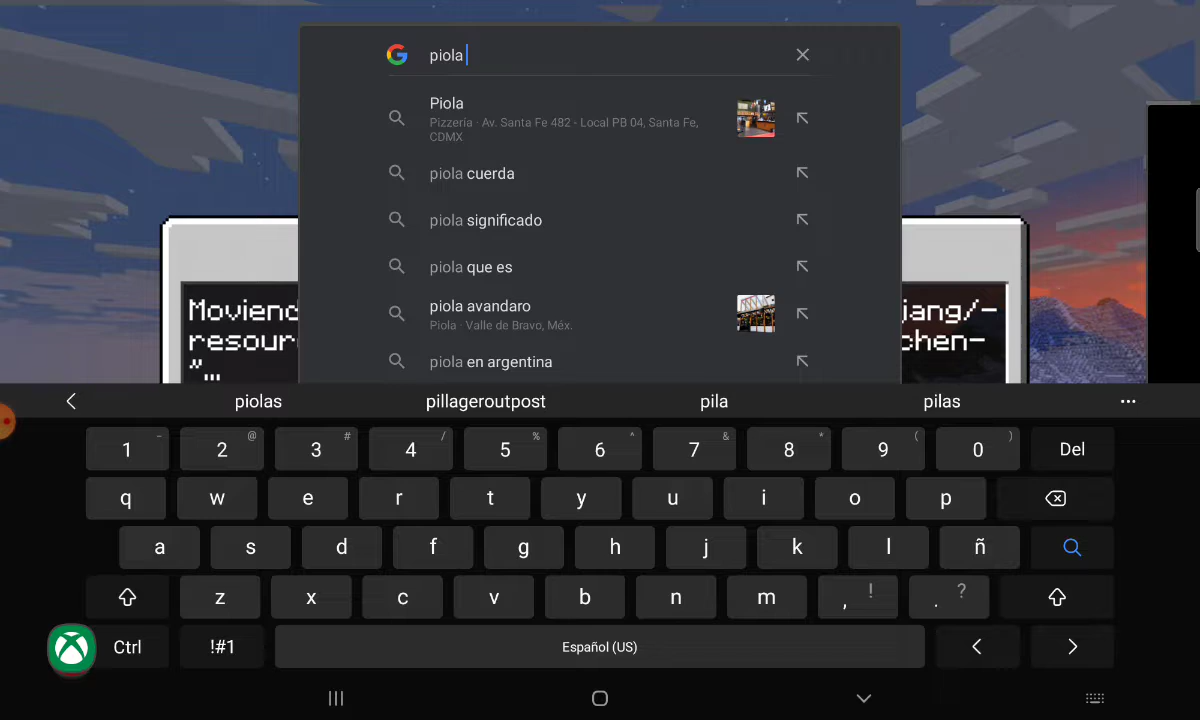 piola
Piola
Pizzería · Av. Santa Fe 482 - Local PB 04, Santa Fe,
CDMX
piola cuerda
piola significado
piola que es
piola avandaro
Piola · Valle de Bravo, Méx.
piola en argentina
Moviend
resour
jang/-
chen-
“...
piolas pillageroutpost pila pilas ...
1 - 2 @ 3 # 4 / 5 % 6 ^ 7 & 8 * 9 ( 0 ) Del
q w e r t y u i o p
a s d f g h j k l ñ
z x c v b n m , ! . ?
Ctrl !#1 Español (US) < >